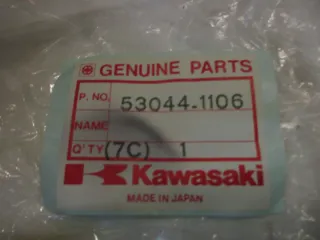 GENUINE PARTS
P. NO. 53044-1106
NAME
Q'TY (7C) 1
Kawasaki
MADE IN JAPAN